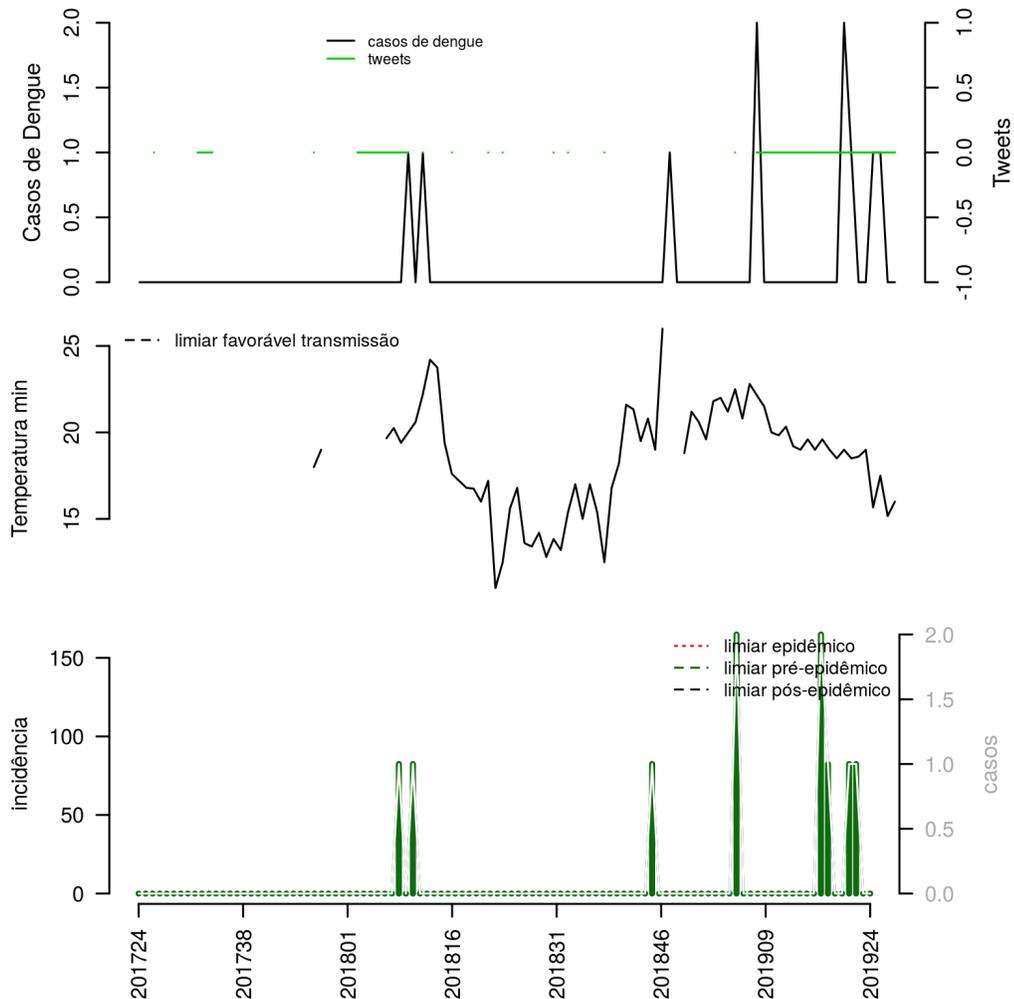 casos de dengue
tweets
Casos de Dengue
2.0
1.5
1.0
0.5
0.0
Tweets
1.0
0.5
0.0
-0.5
-1.0
limiar favorável transmissão
Temperatura min
25
20
15
limiar epidêmico
limiar pré-epidêmico
limiar pós-epidêmico
incidência
150
100
50
0
casos
2.0
1.5
1.0
0.5
0.0
201724
201738
201801
201816
201831
201846
201909
201924